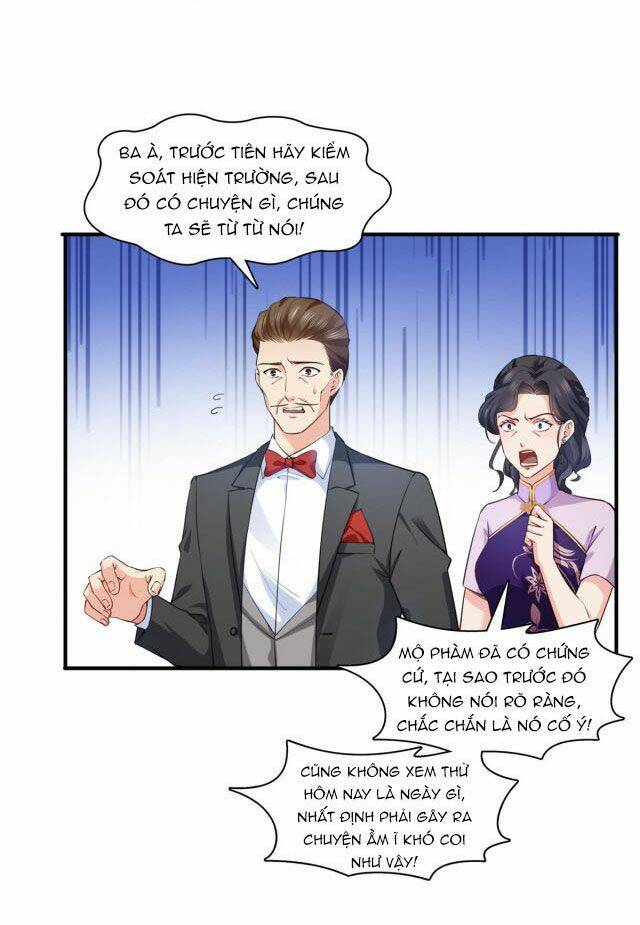 BA À, TRƯỚC TIÊN HÃY KIỂM
SOÁT HIỆN TRƯỜNG, SAU
ĐÓ CÓ CHUYỆN GÌ, CHÚNG
TA SẼ TỪ TỪ NÓI!
MỘ PHÀM ĐÃ CÓ CHỨNG
CỨ, TẠI SAO TRƯỚC ĐÓ
KHÔNG NÓI RÕ RÀNG,
CHẮC CHẮN LÀ NÓ CỐ Ý!
CŨNG KHÔNG XEM THỬ
HÔM NAY LÀ NGÀY GÌ,
NHẤT ĐỊNH PHẢI GÂY RA
CHUYỆN ẦM Ĩ KHÓ COI
NHƯ VẬY!